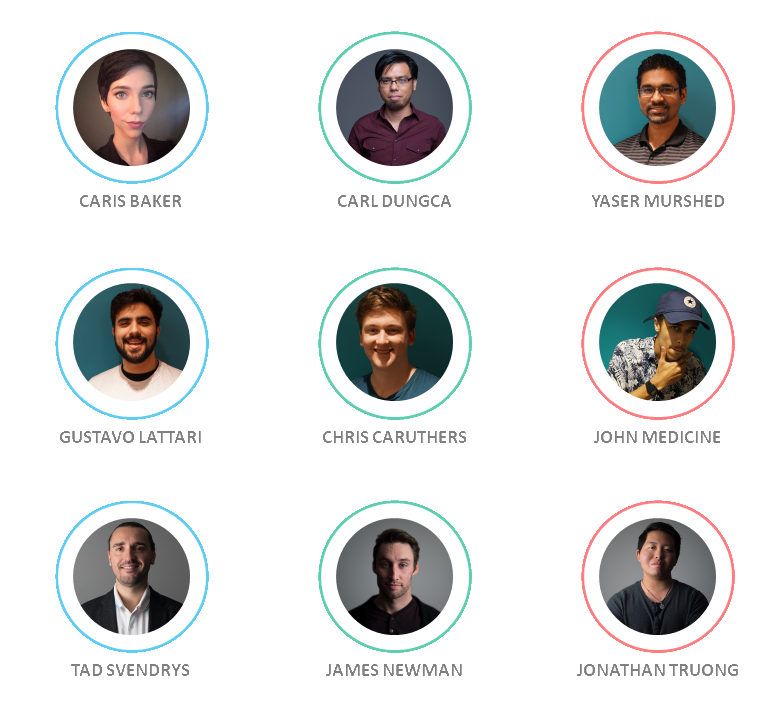 CARIS BAKER
CARL DUNGCA
YASER MURSHED
GUSTAVO LATTARI
CHRIS CARUTHERS
JOHN MEDICINE
TAD SVENDRYS
JAMES NEWMAN
JONATHAN TRUONG